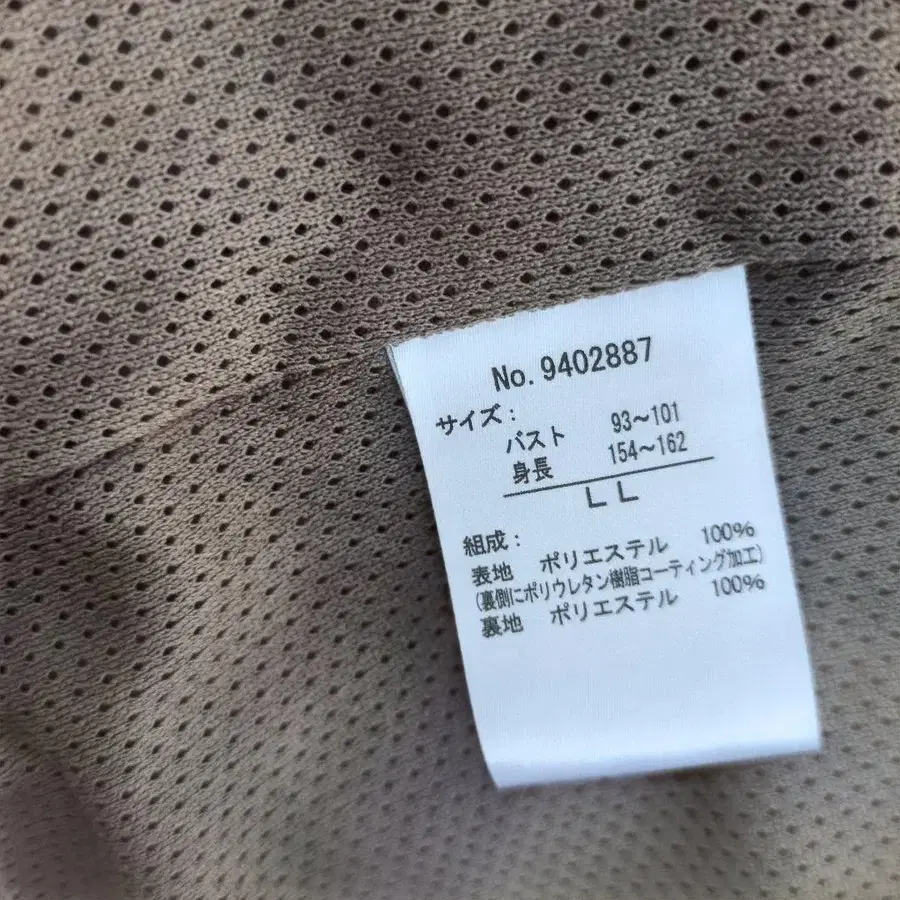 No. 9402887
サイズ：
バスト 93〜101
身長 154〜162
ＬＬ
組成：
表地 ポリエステル 100%
（裏側にポリウレタン樹脂コーティング加工）
裏地 ポリエステル 100%